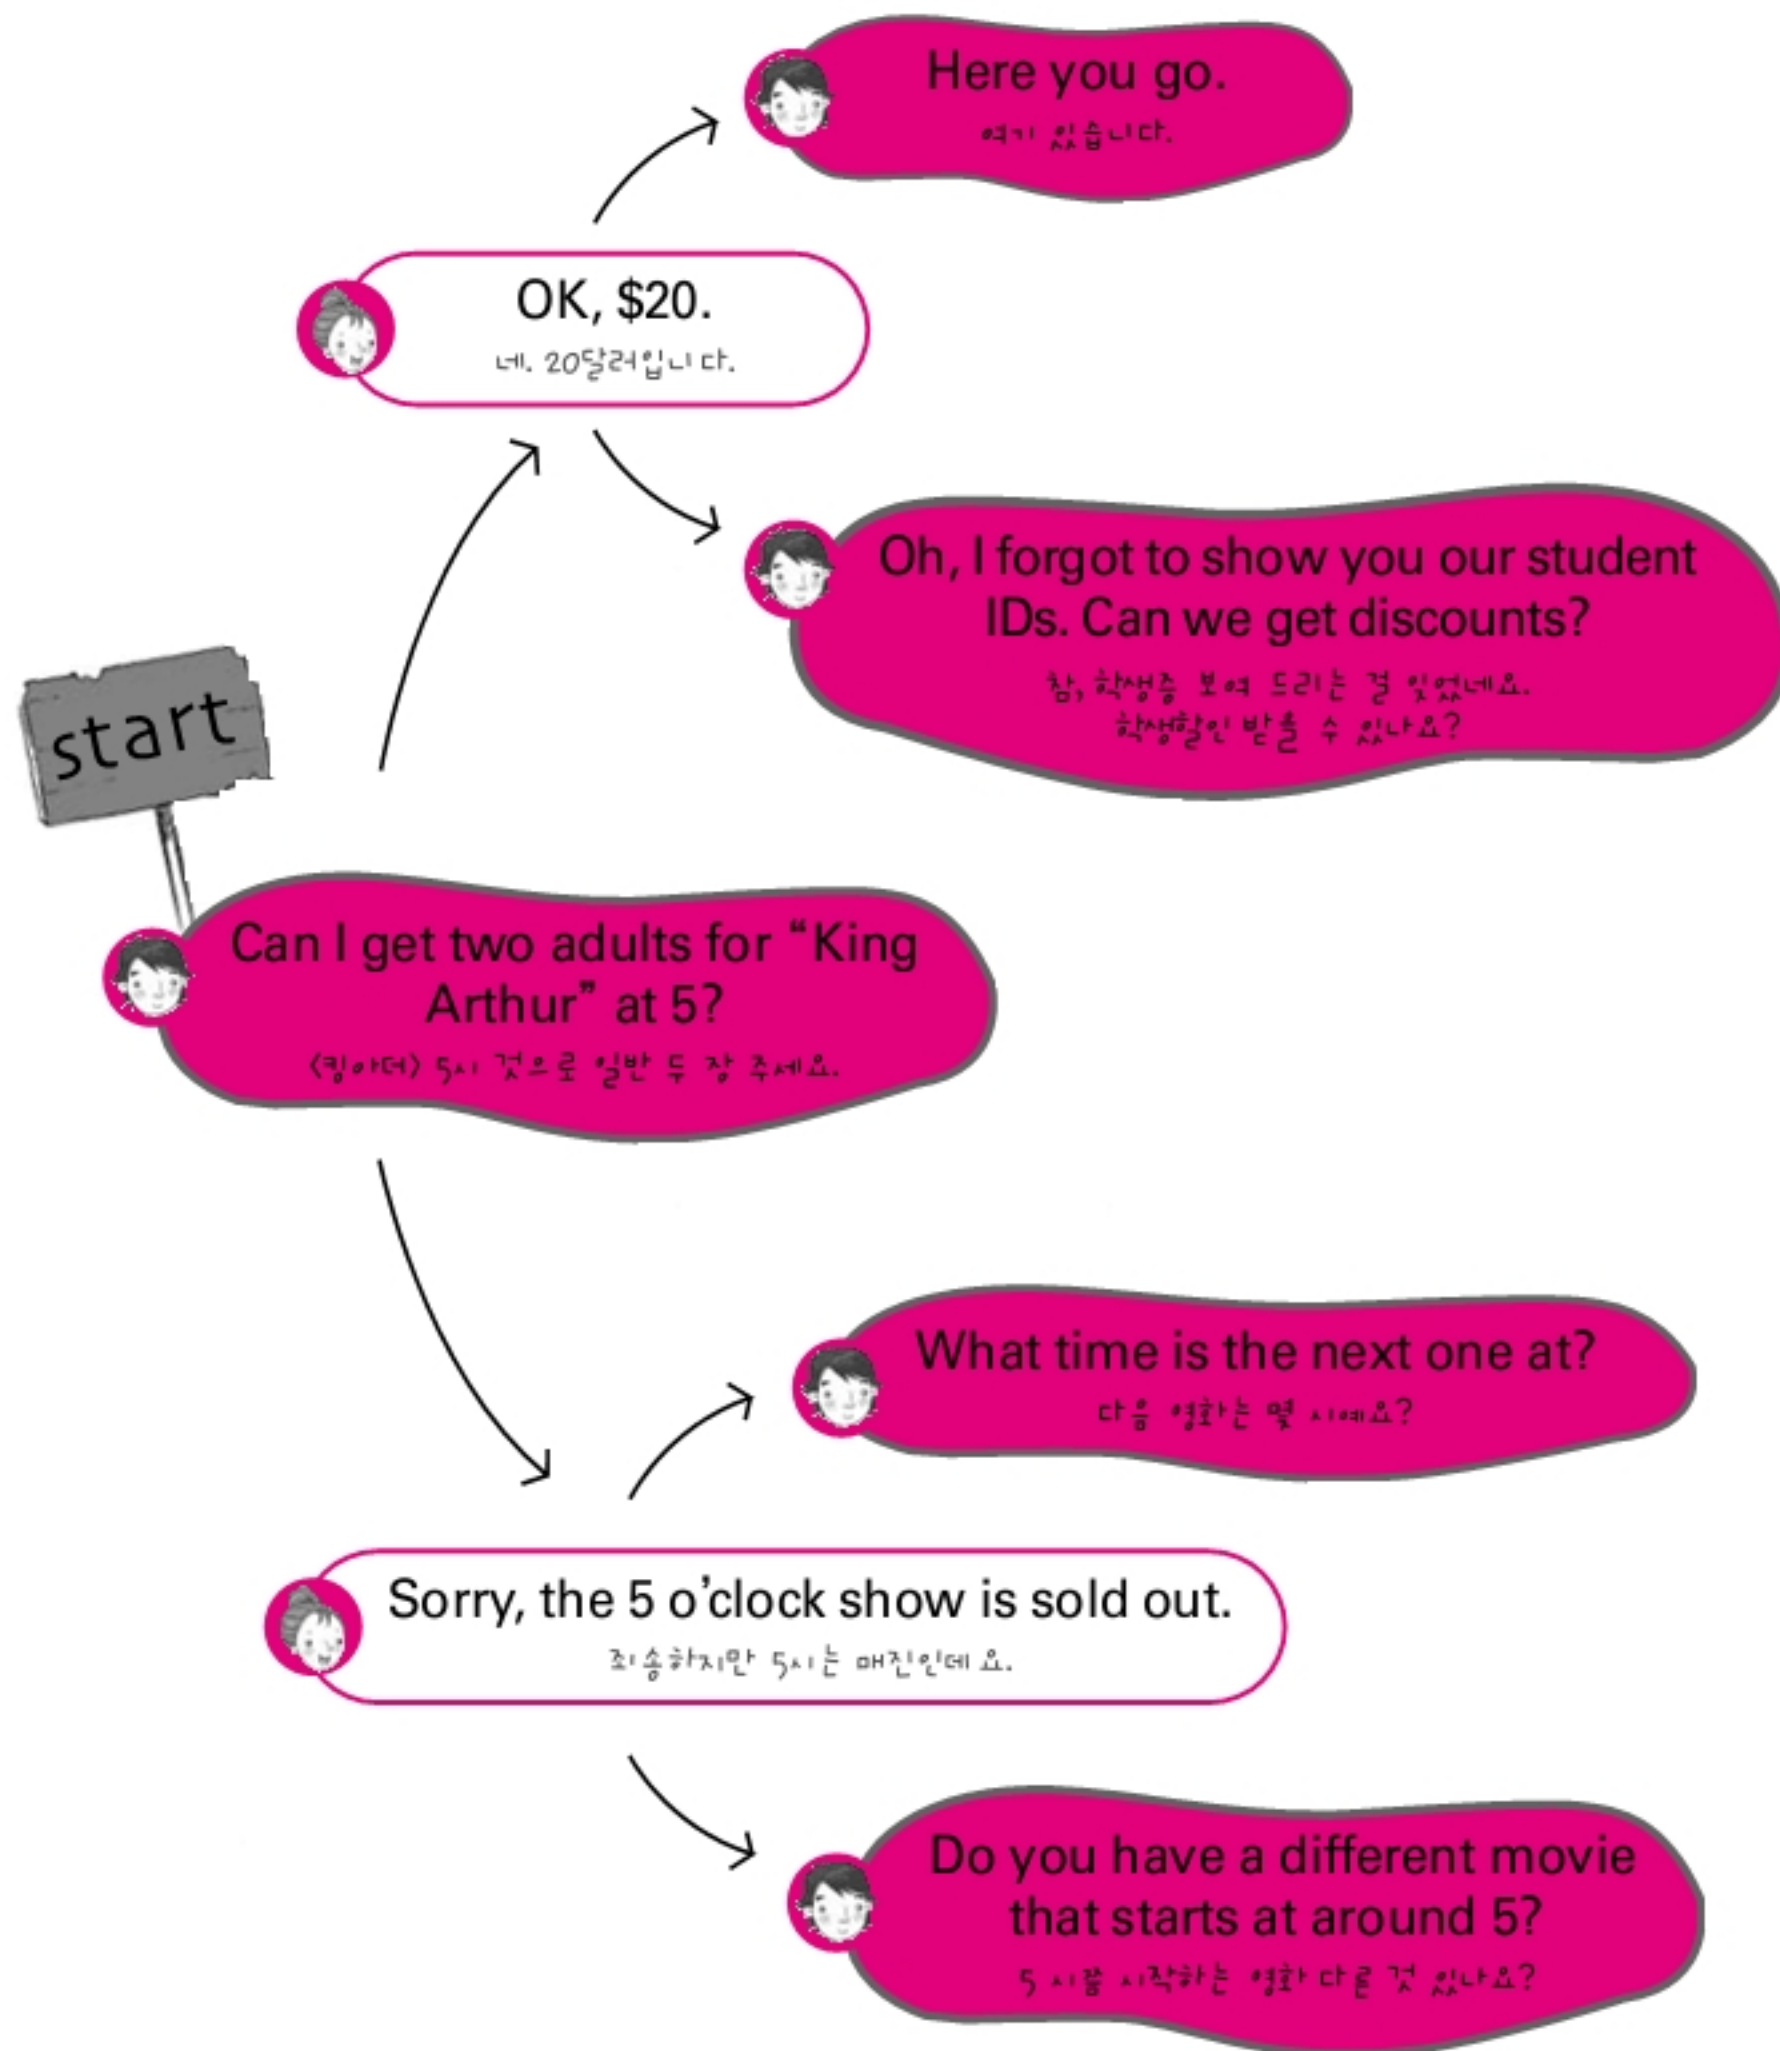 Here you go.
여기 있습니다.
OK, $20.
네. 20달러입니다.
Oh, I forgot to show you our student
IDs. Can we get discounts?
참, 학생증 보여 드리는 걸 잊었네요.
학생할인 받을 수 있나요?
start
Can I get two adults for “King
Arthur” at 5?
<킹아더> 5시 것으로 일반 두 장 주세요.
What time is the next one at?
다음 영화는 몇 시예요?
Sorry, the 5 o’clock show is sold out.
죄송하지만 5시는 매진인데요.
Do you have a different movie
that starts at around 5?
5시쯤 시작하는 영화 다른 것 있나요?